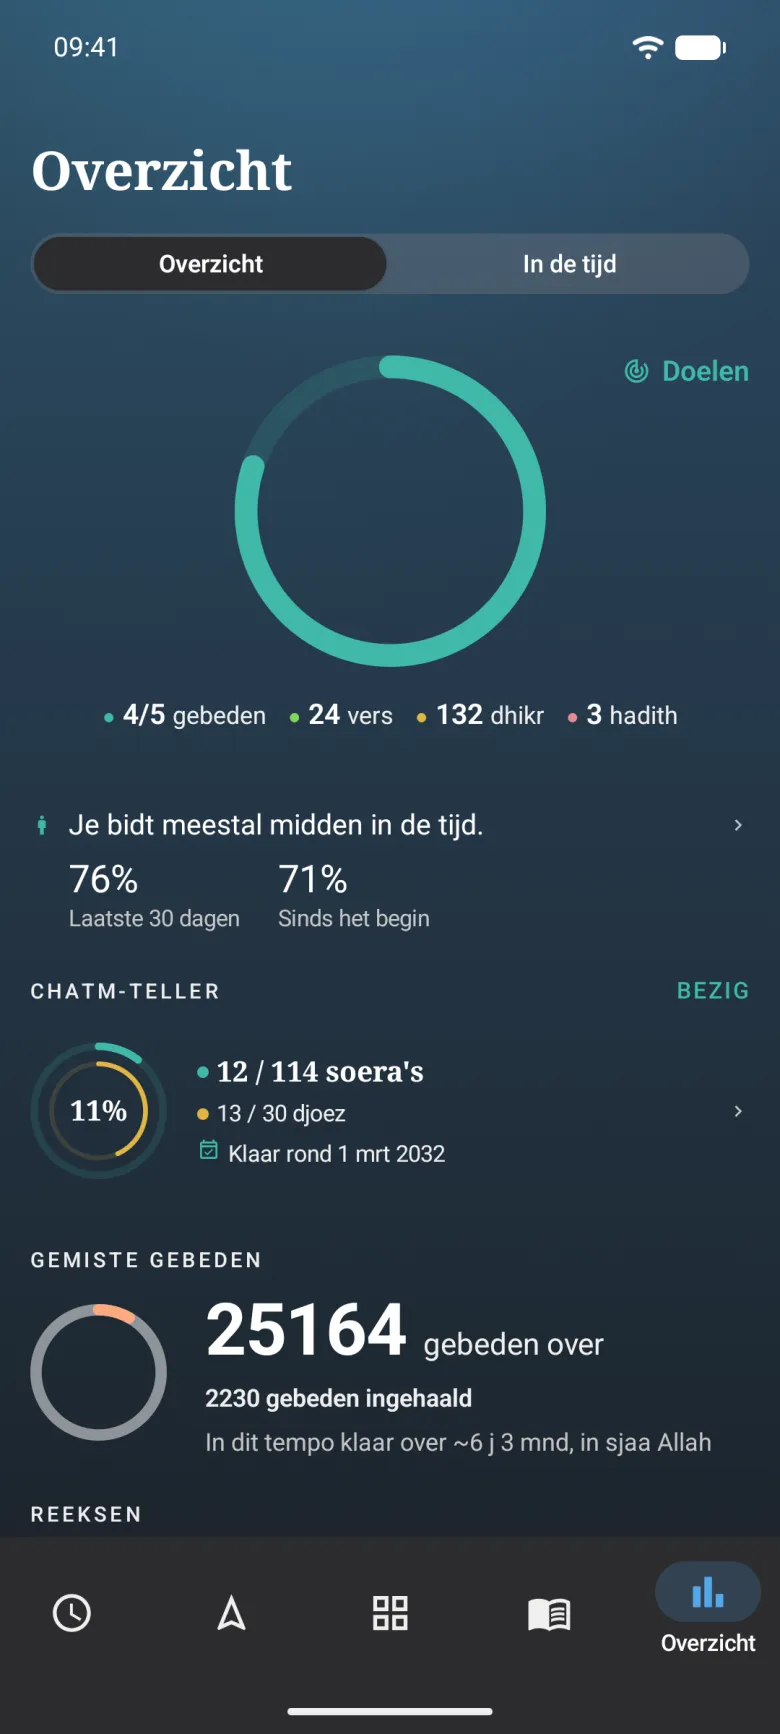 09:41
Overzicht
Overzicht
In de tijd
Doelen
4/5 gebeden 24 vers 132 dhikr 3 hadith
Je bidt meestal midden in de tijd.
76% 71%
Laatste 30 dagen Sinds het begin
CHATM-TELLER BEZIG
11%
12 / 114 soera's
13 / 30 djoez
Klaar rond 1 mrt 2032
GEMISTE GEBEDEN
25164 gebeden over
2230 gebeden ingehaald
In dit tempo klaar over ~6 j 3 mnd, in sjaa Allah
REEKSEN
Overzicht